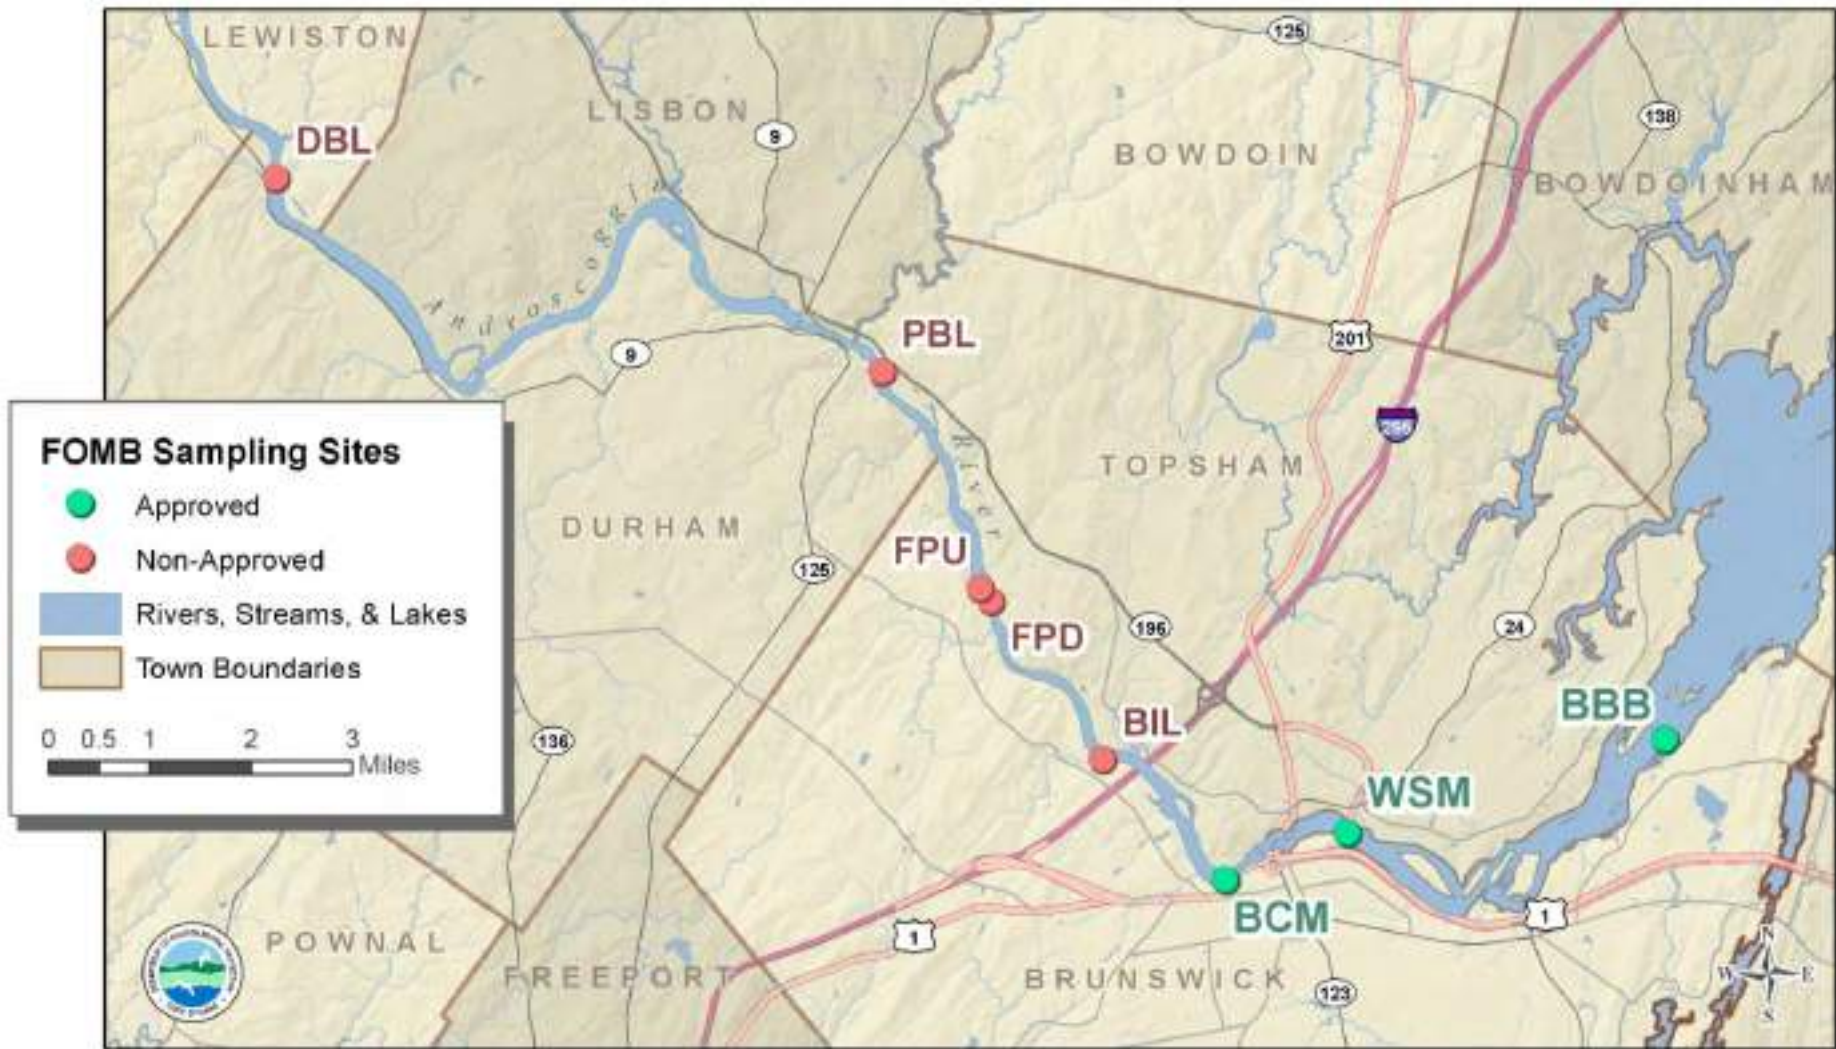 LEWISTON
125
LISBON
138
9
DBL
BOWDOIN
BOWDOINHAM
Androscoggin
PBL
201
9
295
FOMB Sampling Sites
Approved
Non-Approved
Rivers, Streams, & Lakes
Town Boundaries
0 0.5 1 2 3
Miles
River
TOPSHAM
DURHAM
FPU
125
FPD
196
24
BBB
BIL
136
WSM
BCM
1
1
POWNAL
FREEPORT
BRUNSWICK
123
N
W E
S